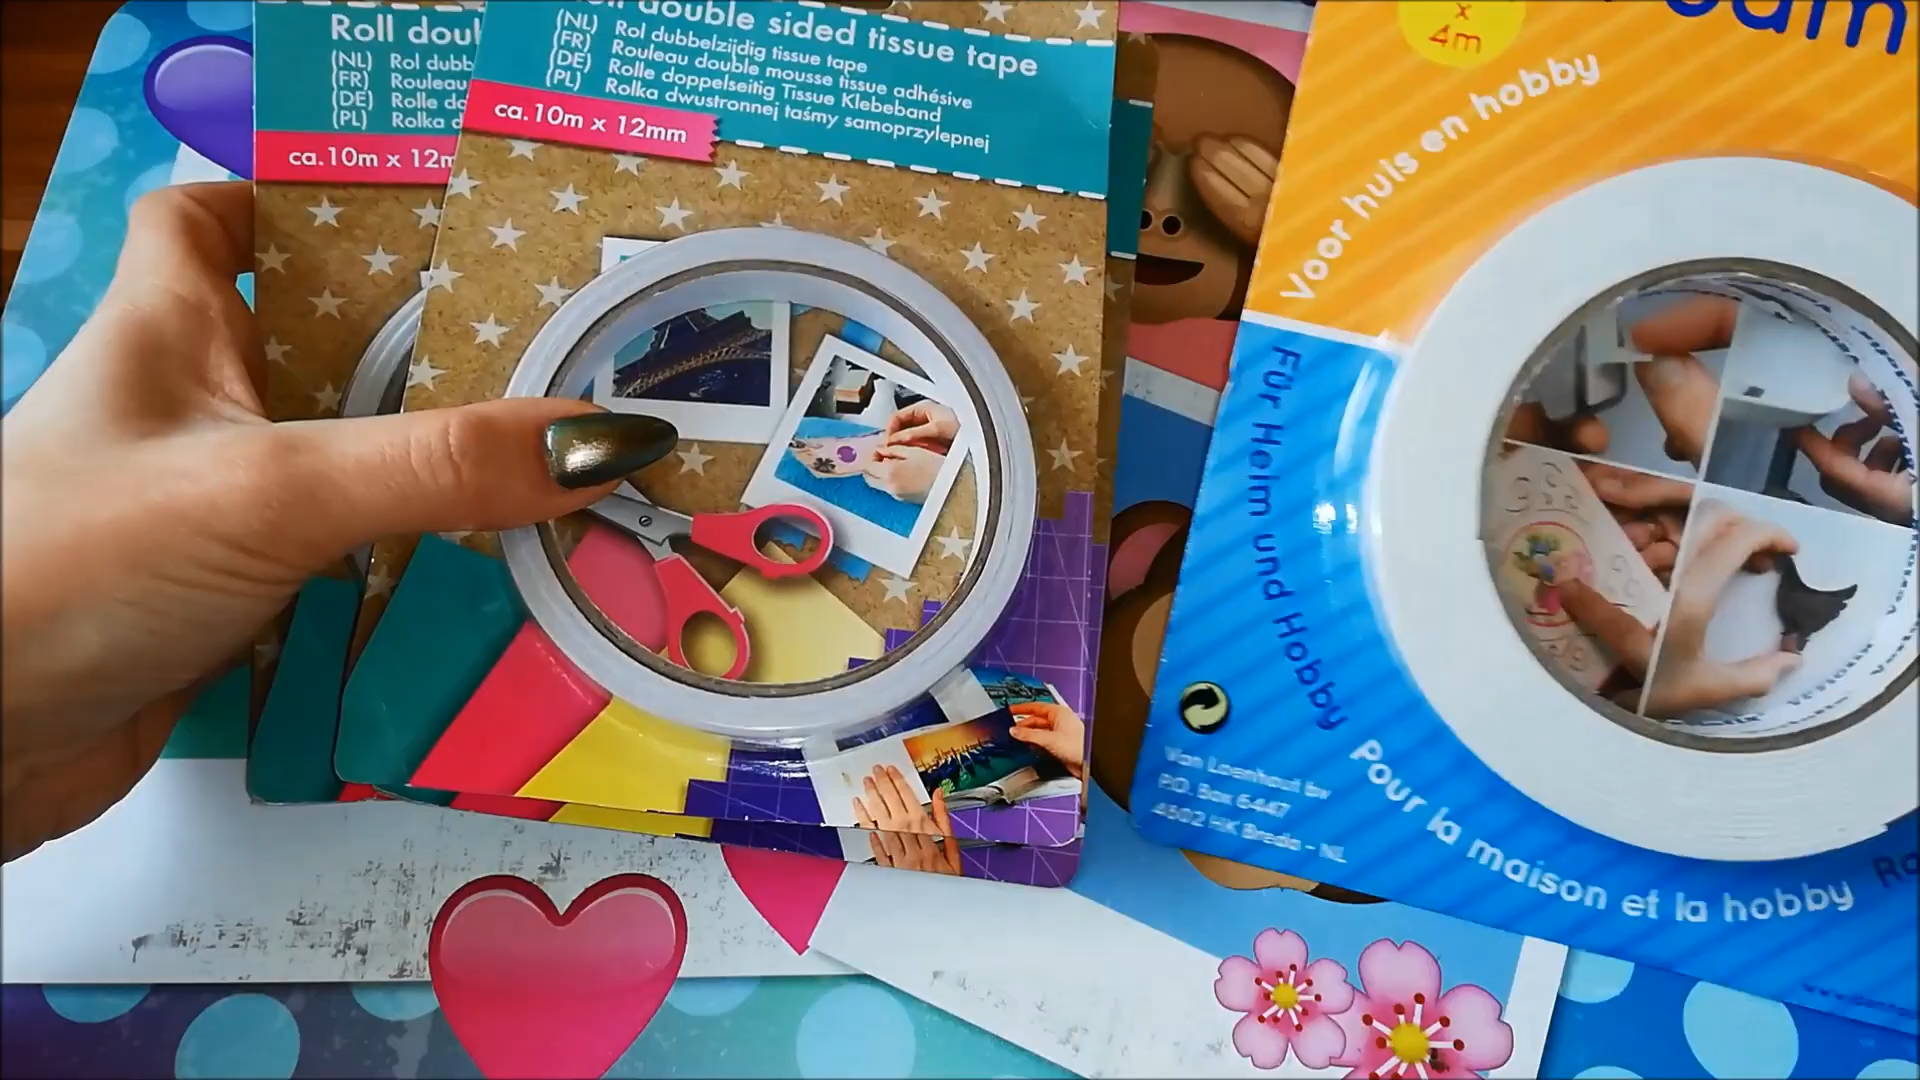 Roll
(NL) Rol dubb
(FR) Rouleau
(DE) Rolle do
(PL) Rolka d
ca.10m x 12m
double sided tissue tape
(NL) Rol dubbelzijdig tissue tape
(FR) Rouleau double mousse tissue adhésive
(DE) Rolle doppelseitig Tissue Klebeband
(PL) Rolka dwustronnej taśmy samoprzylepnej
ca.10m x 12mm
x
4m
Voor huis en hobby
Für Heim und Hobby
Pour la maison et la hobby
Van Loenhout bv
P.O. Box 6447
4502 HK Breda - NL